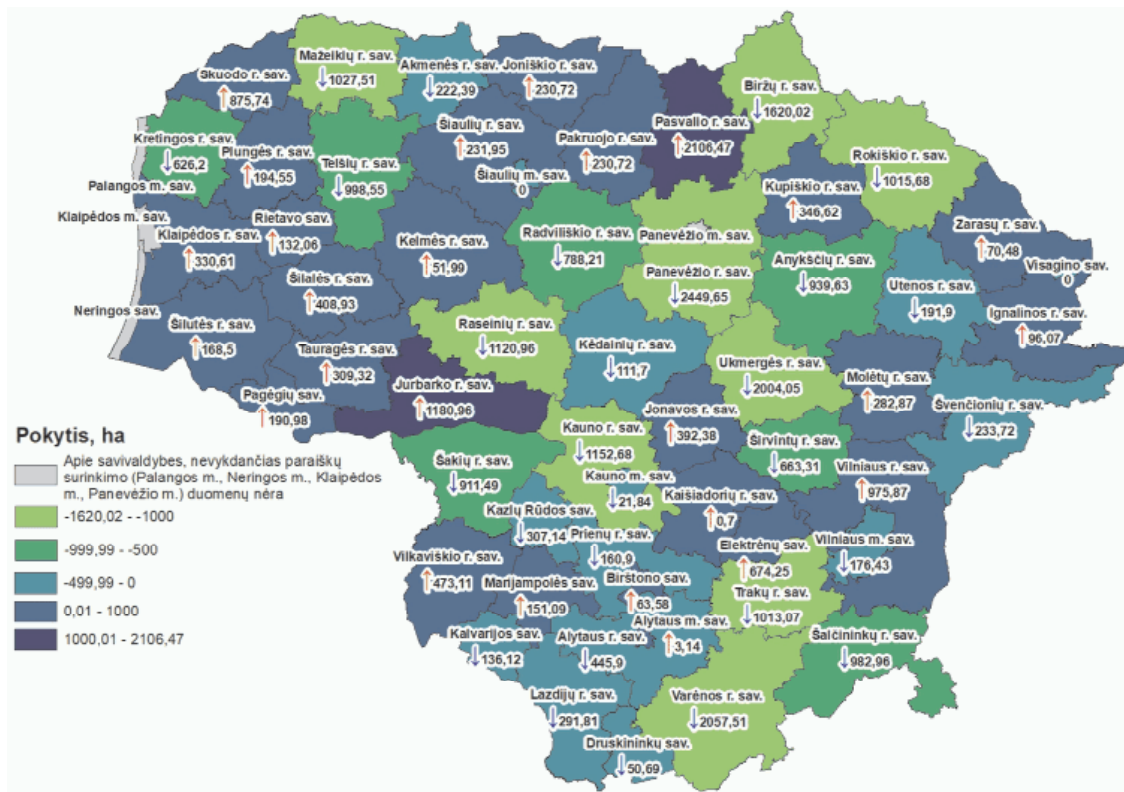 Mažeikių r. sav.
↓1027,51
Akmenės r. sav.
↓222,39
Joniškio r. sav.
↑230,72
Skuodo r. sav.
↑875,74
Biržų r. sav.
↓1620,02
Pasvalio r. sav.
↑2106,47
Šiaulių r. sav.
↑231,95
Pakruojo r. sav.
↑230,72
Kretingos r. sav.
↓626,2
Plungės r. sav.
↑194,55
Telšių r. sav.
↓998,55
Šiaulių m. sav.
0
Rokiškio r. sav.
↓1015,68
Palangos m. sav.
Kupiškio r. sav.
↑346,62
Klaipėdos m. sav.
Rietavo sav.
↑132,06
Klaipėdos r. sav.
↑330,61
Kelmės r. sav.
↑51,99
Radviliškio r. sav.
↓788,21
Panevėžio m. sav.
Zarasų r. sav.
↑70,48
Anykščių r. sav.
↓939,63
Visagino sav.
0
Panevėžio r. sav.
↓2449,65
Šilalės r. sav.
↑408,93
Utenos r. sav.
↓191,9
Neringos sav.
Ignalinos r. sav.
↑96,07
Šilutės r. sav.
↑168,5
Raseinių r. sav.
↓1120,96
Kėdainių r. sav.
↓111,7
Tauragės r. sav.
↑309,32
Ukmergės r. sav.
↓2004,05
Molėtų r. sav.
↑282,87
Jurbarko r. sav.
↑1180,96
Pagėgių sav.
↑190,98
Jonavos r. sav.
↑392,38
Švenčionių r. sav.
↓233,72
Kauno r. sav.
↓1152,68
Širvintų r. sav.
↓663,31
Šakių r. sav.
↓911,49
Vilniaus r. sav.
↑975,87
Kauno m. sav.
↓21,84
Kaišiadorių r. sav.
↑0,7
Kazlų Rūdos sav.
↓307,14
Prienų r. sav.
↓160,9
Elektrėnų sav.
↑674,25
Vilniaus m. sav.
↓176,43
Vilkaviškio r. sav.
↑473,11
Marijampolės sav.
↑151,09
Birštono sav.
↑63,58
Trakų r. sav.
↓1013,07
Alytaus m. sav.
↑3,14
Kalvarijos sav.
↓136,12
Alytaus r. sav.
↓445,9
Šalčininkų r. sav.
↓982,96
Lazdijų r. sav.
↓291,81
Varėnos r. sav.
↓2057,51
Druskininkų sav.
↓50,69
Pokytis, ha
Apie savivaldybes, nevykdančias paraiškų
surinkimo (Palangos m., Neringos m., Klaipėdos
m., Panevėžio m.) duomenų nėra
-1620,02 - -1000
-999,99 - -500
-499,99 - 0
0,01 - 1000
1000,01 - 2106,47